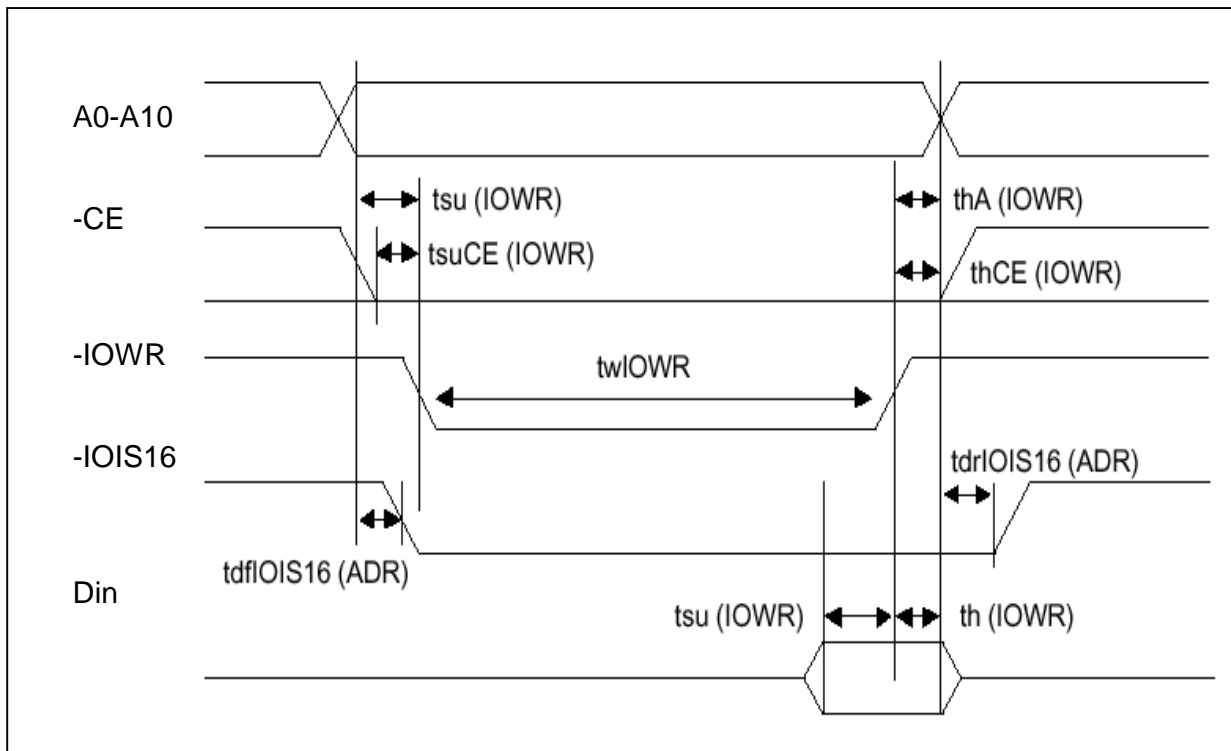 A0-A10
tsu (IOWR)
thA (IOWR)
-CE
tsuCE (IOWR)
thCE (IOWR)
-IOWR
twIOWR
-IOIS16
tdrIOIS16 (ADR)
tdfIOIS16 (ADR)
Din
tsu (IOWR)
th (IOWR)